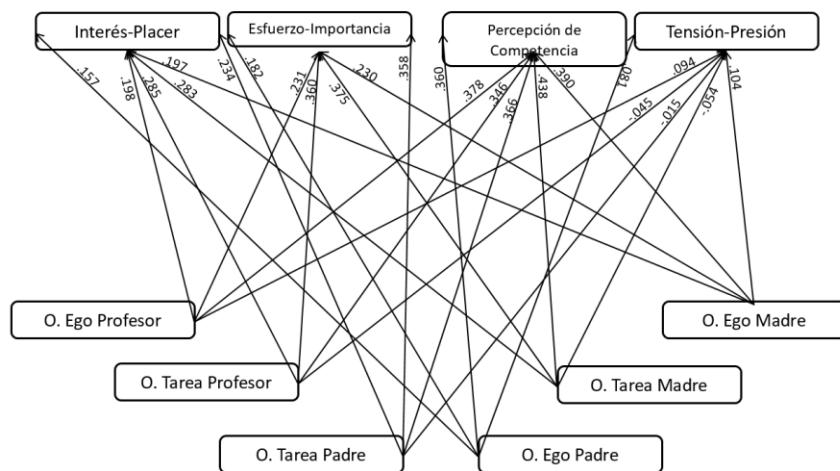 Interés-Placer
Esfuerzo-Importancia
Percepción de
Competencia
Tensión-Presión
.157
.198
.285
.197
.283
.234
.182
.231
.360
.375
.230
.358
.360
.378
.346
.366
.438
.390
.081
.094
-.045
-.015
-.054
.104
O. Ego Profesor
O. Ego Madre
O. Tarea Profesor
O. Tarea Madre
O. Tarea Padre
O. Ego Padre